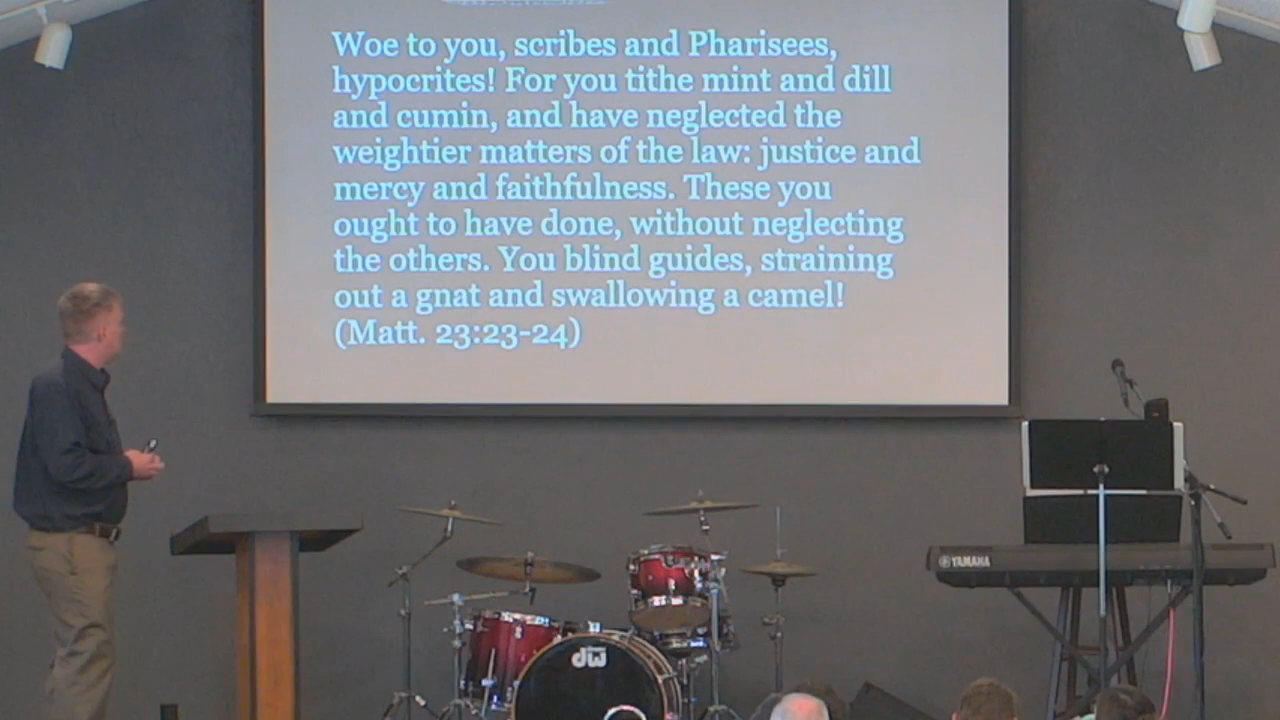 Woe to you, scribes and Pharisees,
hypocrites! For you tithe mint and dill
and cumin, and have neglected the
weightier matters of the law: justice and
mercy and faithfulness. These you
ought to have done, without neglecting
the others. You blind guides, straining
out a gnat and swallowing a camel!
(Matt. 23:23-24)
YAMAHA
dw